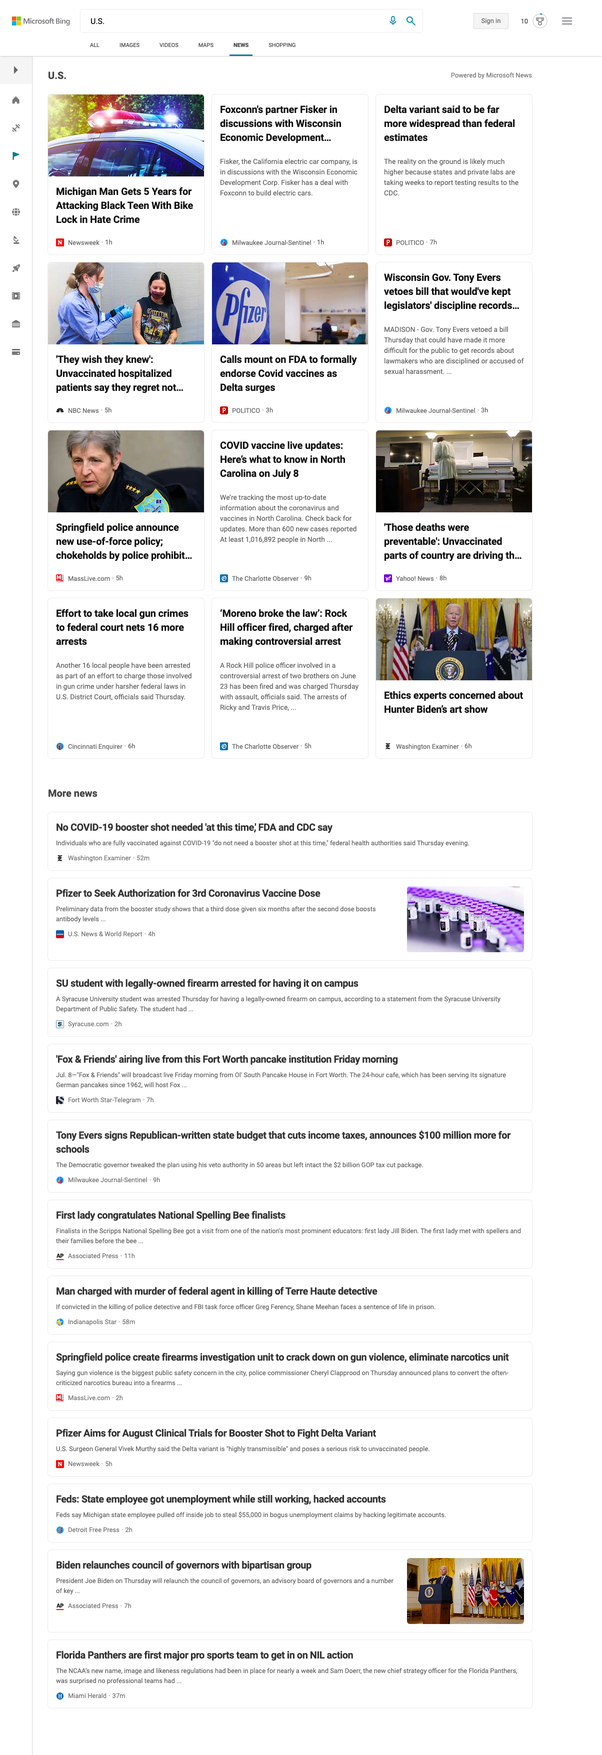 Microsoft Bing
U.S.
Sign in
10
ALL IMAGES VIDEOS MAPS NEWS SHOPPING
U.S.
Powered by Microsoft News
Michigan Man Gets 5 Years for
Attacking Black Teen With Bike
Lock in Hate Crime
Newsweek · 1h
Foxconn's partner Fisker in
discussions with Wisconsin
Economic Development...
Fisker, the California electric car company, is
in discussions with the Wisconsin Economic
Development Corp. Fisker has a deal with
Foxconn to build electric cars.
Milwaukee Journal-Sentinel · 1h
Delta variant said to be far
more widespread than federal
estimates
The reality on the ground is likely much
higher because states and private labs are
taking weeks to report testing results to the
CDC.
POLITICO · 7h
'They wish they knew':
Unvaccinated hospitalized
patients say they regret not...
NBC News · 5h
Pfizer
Calls mount on FDA to formally
endorse Covid vaccines as
Delta surges
POLITICO · 3h
Wisconsin Gov. Tony Evers
vetoes bill that would've kept
legislators' discipline records...
MADISON - Gov. Tony Evers vetoed a bill
Thursday that could have made it more
difficult for the public to get records about
lawmakers who are disciplined or accused of
sexual harassment. ...
Milwaukee Journal-Sentinel · 3h
Springfield police announce
new use-of-force policy;
chokeholds by police prohibit...
MassLive.com · 5h
COVID vaccine live updates:
Here's what to know in North
Carolina on July 8
We're tracking the most up-to-date
information about the coronavirus and
vaccines in North Carolina. Check back for
updates. More than 600 new cases reported
At least 1,016,892 people in North ...
The Charlotte Observer · 9h
'Those deaths were
preventable': Unvaccinated
parts of country are driving th...
Yahoo! News · 8h
Effort to take local gun crimes
to federal court nets 16 more
arrests
Another 16 local people have been arrested
as part of an effort to charge those involved
in gun crime under harsher federal laws in
U.S. District Court, officials said Thursday.
Cincinnati Enquirer · 6h
'Moreno broke the law': Rock
Hill officer fired, charged after
making controversial arrest
A Rock Hill police officer involved in a
controversial arrest of two brothers on June
23 has been fired and was charged Thursday
with assault, officials said. The arrests of
Ricky and Travis Price, ...
The Charlotte Observer · 5h
Ethics experts concerned about
Hunter Biden's art show
Washington Examiner · 6h
More news
No COVID-19 booster shot needed 'at this time,' FDA and CDC say
Individuals who are fully vaccinated against COVID-19 "do not need a booster shot at this time," federal health authorities said Thursday evening.
Washington Examiner · 52m
Pfizer to Seek Authorization for 3rd Coronavirus Vaccine Dose
Preliminary data from the booster study shows that a third dose given six months after the second dose boosts
antibody levels ...
U.S. News & World Report · 4h
SU student with legally-owned firearm arrested for having it on campus
A Syracuse University student was arrested Thursday for having a legally-owned firearm on campus, according to a statement from the Syracuse University
Department of Public Safety. The student had ...
Syracuse.com · 2h
'Fox & Friends' airing live from this Fort Worth pancake institution Friday morning
Jul. 8—"Fox & Friends" will broadcast live Friday morning from Ol' South Pancake House in Fort Worth. The 24-hour cafe, which has been serving its signature
German pancakes since 1962, will host Fox ...
Fort Worth Star-Telegram · 7h
Tony Evers signs Republican-written state budget that cuts income taxes, announces $100 million more for
schools
The Democratic governor tweaked the plan using his veto authority in 50 areas but left intact the $2 billion GOP tax cut package.
Milwaukee Journal-Sentinel · 9h
First lady congratulates National Spelling Bee finalists
Finalists in the Scripps National Spelling Bee got a visit from one of the nation's most prominent educators: first lady Jill Biden. The first lady met with spellers and
their families before the bee ...
AP Associated Press · 11h
Man charged with murder of federal agent in killing of Terre Haute detective
If convicted in the killing of police detective and FBI task force officer Greg Ferency, Shane Meehan faces a sentence of life in prison.
Indianapolis Star · 58m
Springfield police create firearms investigation unit to crack down on gun violence, eliminate narcotics unit
Saying gun violence is the biggest public safety concern in the city, police commissioner Cheryl Clapprood on Thursday announced plans to convert the often-
criticized narcotics bureau into a firearms ...
MassLive.com · 2h
Pfizer Aims for August Clinical Trials for Booster Shot to Fight Delta Variant
U.S. Surgeon General Vivek Murthy said the Delta variant is "highly transmissible" and poses a serious risk to unvaccinated people.
Newsweek · 5h
Feds: State employee got unemployment while still working, hacked accounts
Feds say Michigan state employee pulled off inside job to steal $55,000 in bogus unemployment claims by hacking legitimate accounts.
Detroit Free Press · 2h
Biden relaunches council of governors with bipartisan group
President Joe Biden on Thursday will relaunch the council of governors, an advisory board of governors and a number
of key ...
AP Associated Press · 7h
Florida Panthers are first major pro sports team to get in on NIL action
The NCAA's new name, image and likeness regulations had been in place for nearly a week and Sam Doerr, the new chief strategy officer for the Florida Panthers,
was surprised no professional teams had ...
Miami Herald · 37m